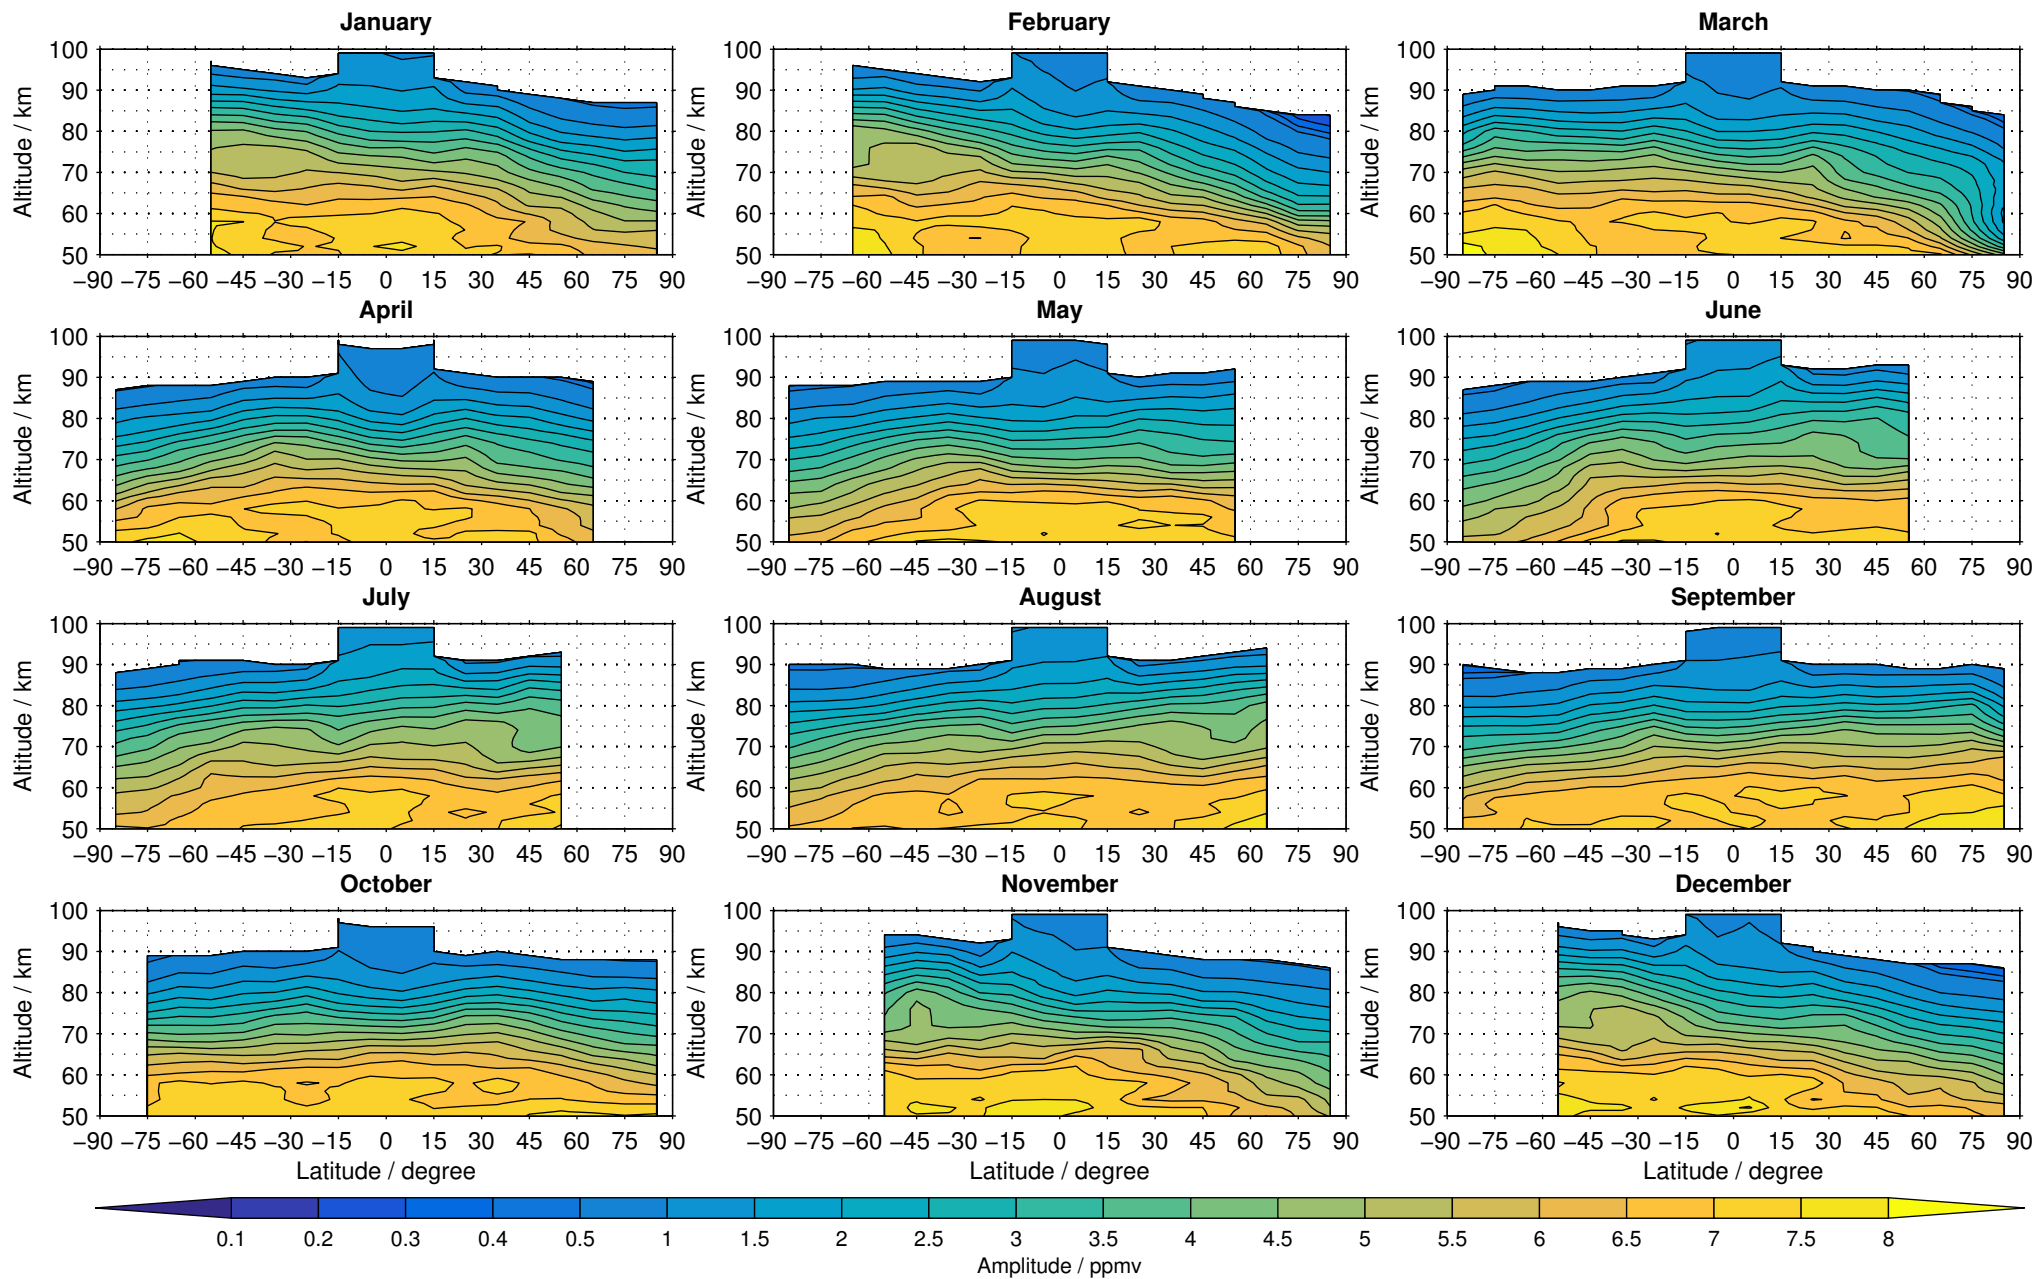 January February March
100 100 100
90 90 90
80 80 80
70 70 70
60 60 60
50 50 50
Altitude / km Altitude / km Altitude / km
−90 −75 −60 −45 −30 −15 0 15 30 45 60 75 90 −90 −75 −60 −45 −30 −15 0 15 30 45 60 75 90 −90 −75 −60 −45 −30 −15 0 15 30 45 60 75 90
April May June
100 100 100
90 90 90
80 80 80
70 70 70
60 60 60
50 50 50
Altitude / km Altitude / km Altitude / km
−90 −75 −60 −45 −30 −15 0 15 30 45 60 75 90 −90 −75 −60 −45 −30 −15 0 15 30 45 60 75 90 −90 −75 −60 −45 −30 −15 0 15 30 45 60 75 90
July August September
100 100 100
90 90 90
80 80 80
70 70 70
60 60 60
50 50 50
Altitude / km Altitude / km Altitude / km
−90 −75 −60 −45 −30 −15 0 15 30 45 60 75 90 −90 −75 −60 −45 −30 −15 0 15 30 45 60 75 90 −90 −75 −60 −45 −30 −15 0 15 30 45 60 75 90
October November December
100 100 100
90 90 90
80 80 80
70 70 70
60 60 60
50 50 50
Altitude / km Altitude / km Altitude / km
−90 −75 −60 −45 −30 −15 0 15 30 45 60 75 90 −90 −75 −60 −45 −30 −15 0 15 30 45 60 75 90 −90 −75 −60 −45 −30 −15 0 15 30 45 60 75 90
Latitude / degree Latitude / degree Latitude / degree
0.1 0.2 0.3 0.4 0.5 1 1.5 2 2.5 3 3.5 4 4.5 5 5.5 6 6.5 7 7.5 8
Amplitude / ppmv